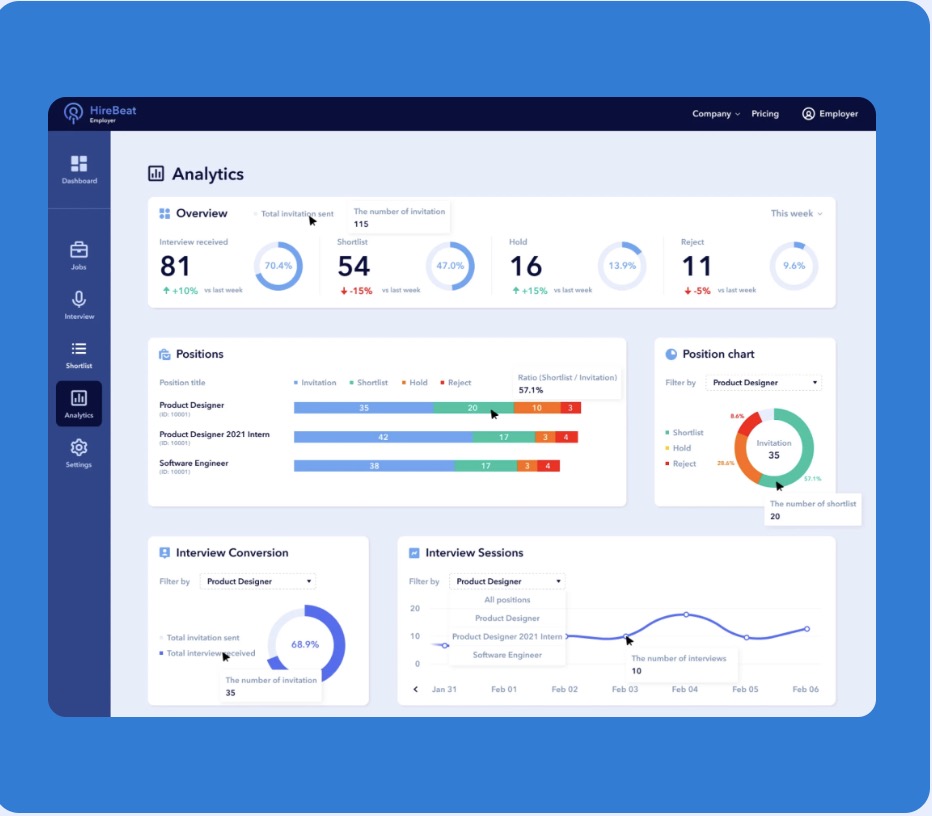 HireBeat
Employer
Company
Pricing
Employer
Dashboard
Jobs
Interview
Shortlist
Analytics
Settings
Analytics
Overview
Total invitation sent
The number of invitation
115
This week
Interview received
81
70.4%
+10% vs last week
Shortlist
54
47.0%
-15% vs last week
Hold
16
13.9%
+15% vs last week
Reject
11
9.6%
-5% vs last week
Positions
Position title
Invitation
Shortlist
Hold
Reject
Ratio (Shortlist / Invitation)
57.1%
Product Designer
(ID: 10001)
35 20 10 3
Product Designer 2021 Intern
(ID: 10001)
42 17 3 4
Software Engineer
(ID: 10001)
38 17 3 4
Position chart
Filter by Product Designer
Shortlist
Hold
Reject
8.6%
28.6%
57.1%
Invitation
35
The number of shortlist
20
Interview Conversion
Filter by Product Designer
Total invitation sent
Total interview received
68.9%
The number of invitation
35
Interview Sessions
Filter by Product Designer
All positions
Product Designer
Product Designer 2021 Intern
Software Engineer
20
10
0
The number of interviews
10
Jan 31 Feb 01 Feb 02 Feb 03 Feb 04 Feb 05 Feb 06